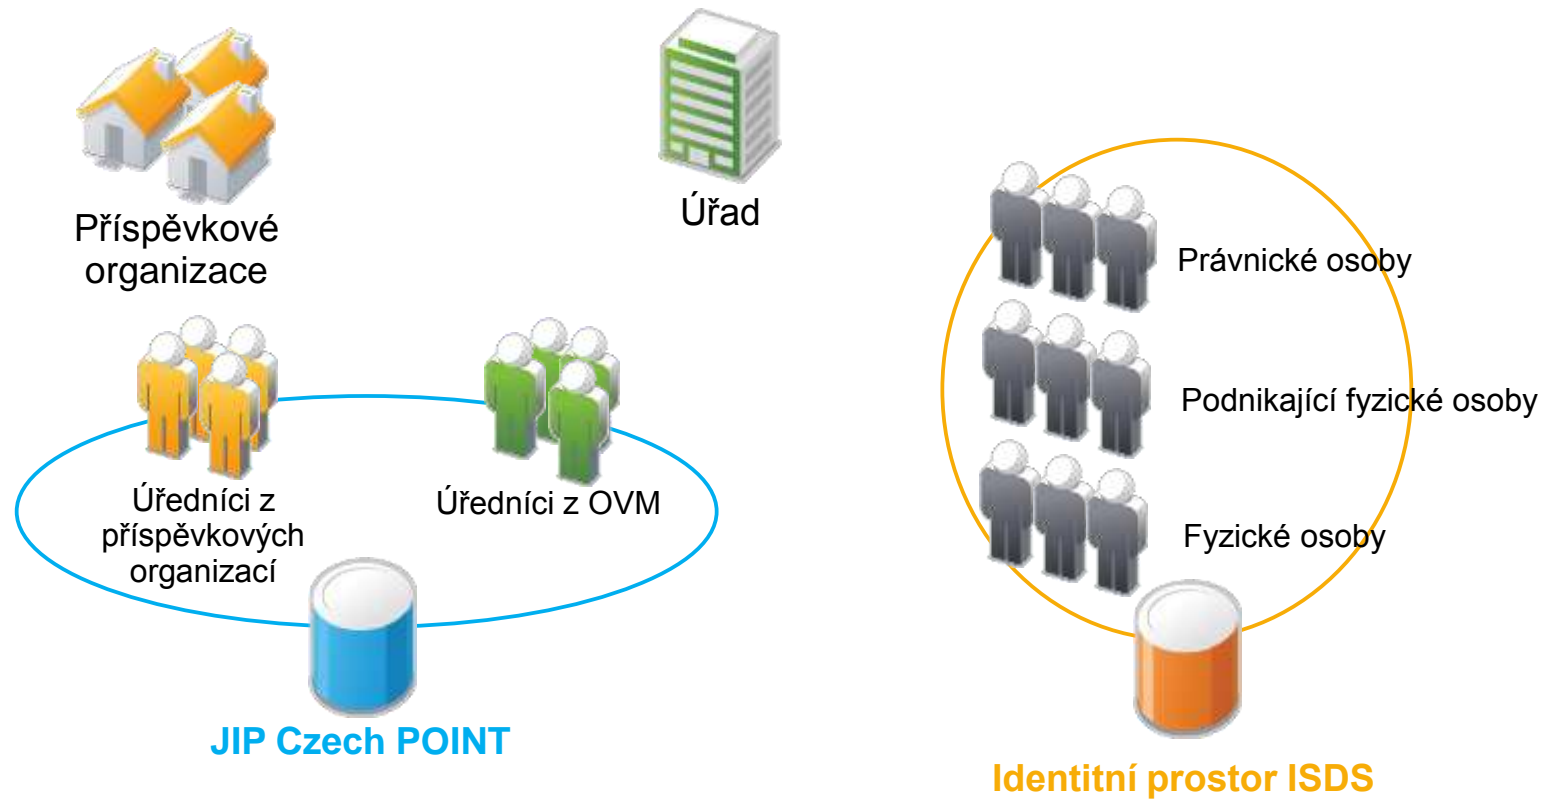 Příspěvkové
organizace
Úřad
Právnické osoby
Podnikající fyzické osoby
Fyzické osoby
Úředníci z
příspěvkových
organizací
Úředníci z OVM
JIP Czech POINT
Identitní prostor ISDS